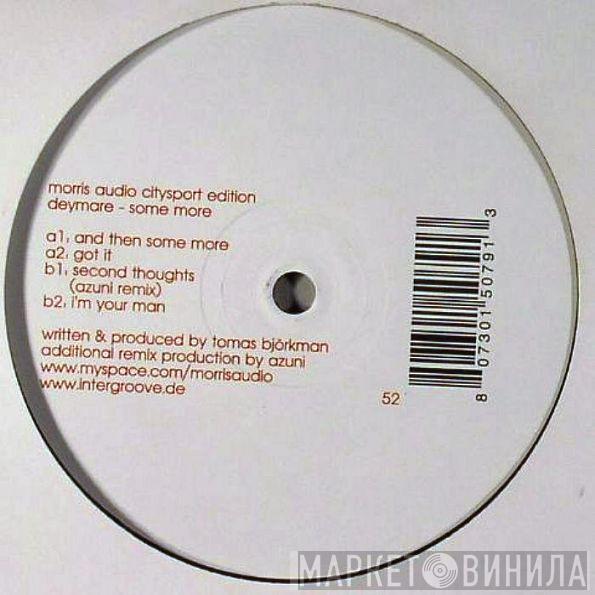 morris audio citysport edition
deymare - some more
a1, and then some more
a2, got it
b1, second thoughts
(azuni remix)
b2, i'm your man
written & produced by tomas björkman
additional remix production by azuni
www.myspace.com/morrisaudio
www.intergroove.de
52
8 07301 50791 3
МАРКЕТ ВИНИЛА